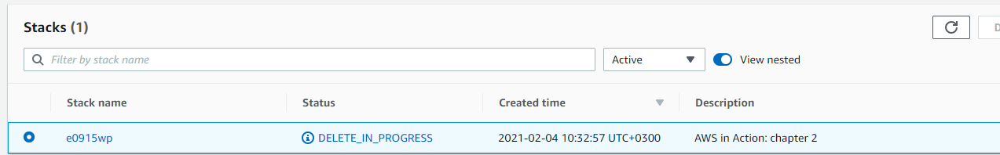 Stacks (1)
Filter by stack name
Active
View nested
Stack name
Status
Created time
Description
e0915wp
DELETE_IN_PROGRESS
2021-02-04 10:32:57 UTC+0300
AWS in Action: chapter 2